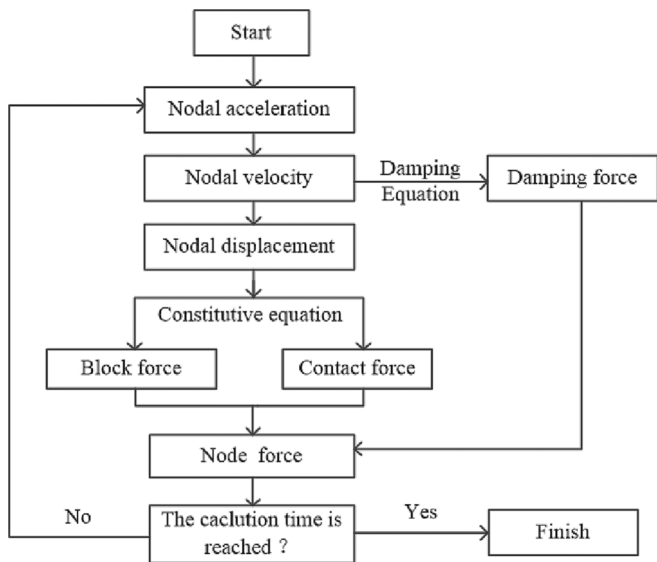 Start
Nodal acceleration
Nodal velocity
Damping
Equation
Damping force
Nodal displacement
Constitutive equation
Block force
Contact force
Node force
No
The caclution time is
reached ?
Yes
Finish